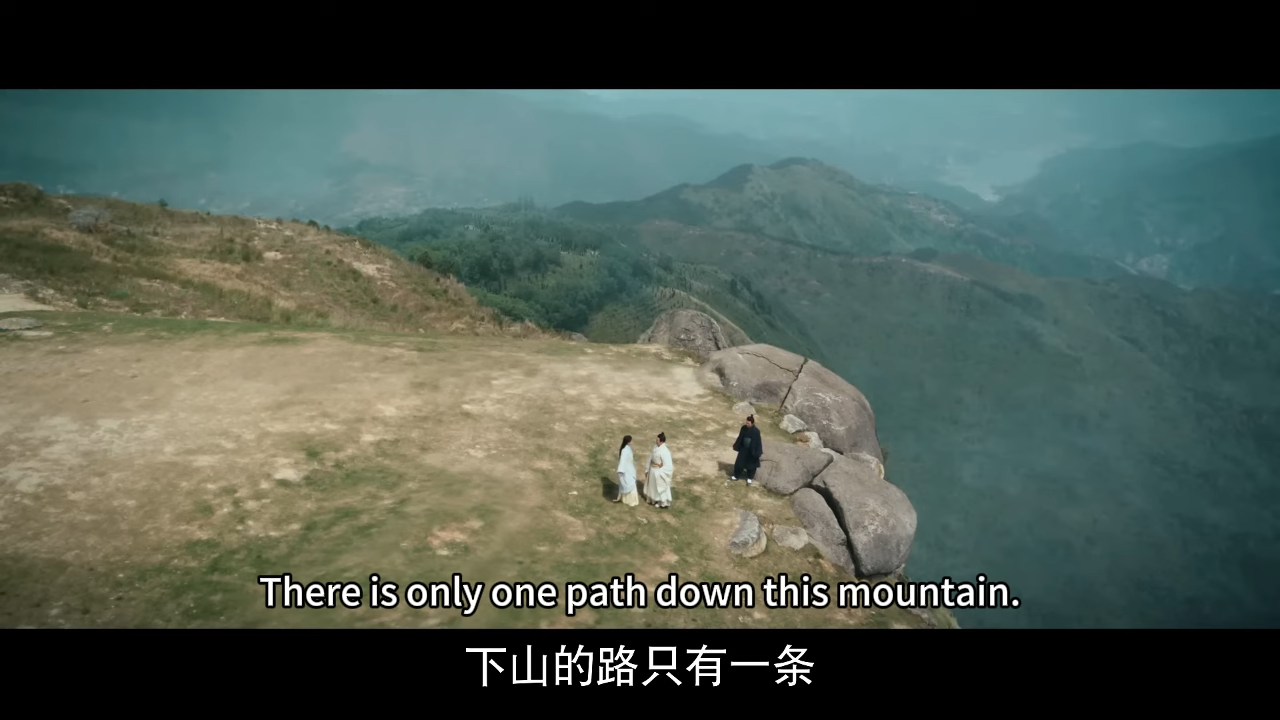 There is only one path down this mountain.
下山的路只有一条